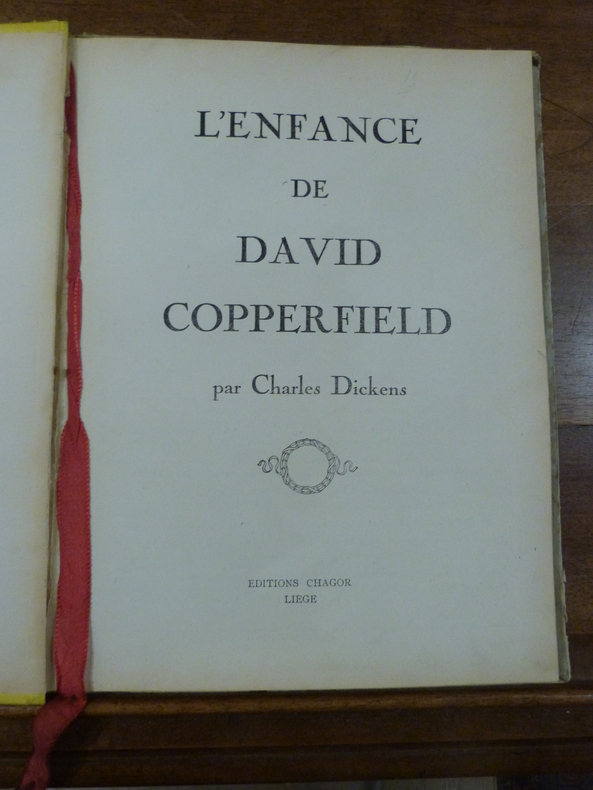 L'ENFANCE
DE
DAVID
COPPERFIELD
par Charles Dickens
EDITIONS CHAGOR
LIEGE